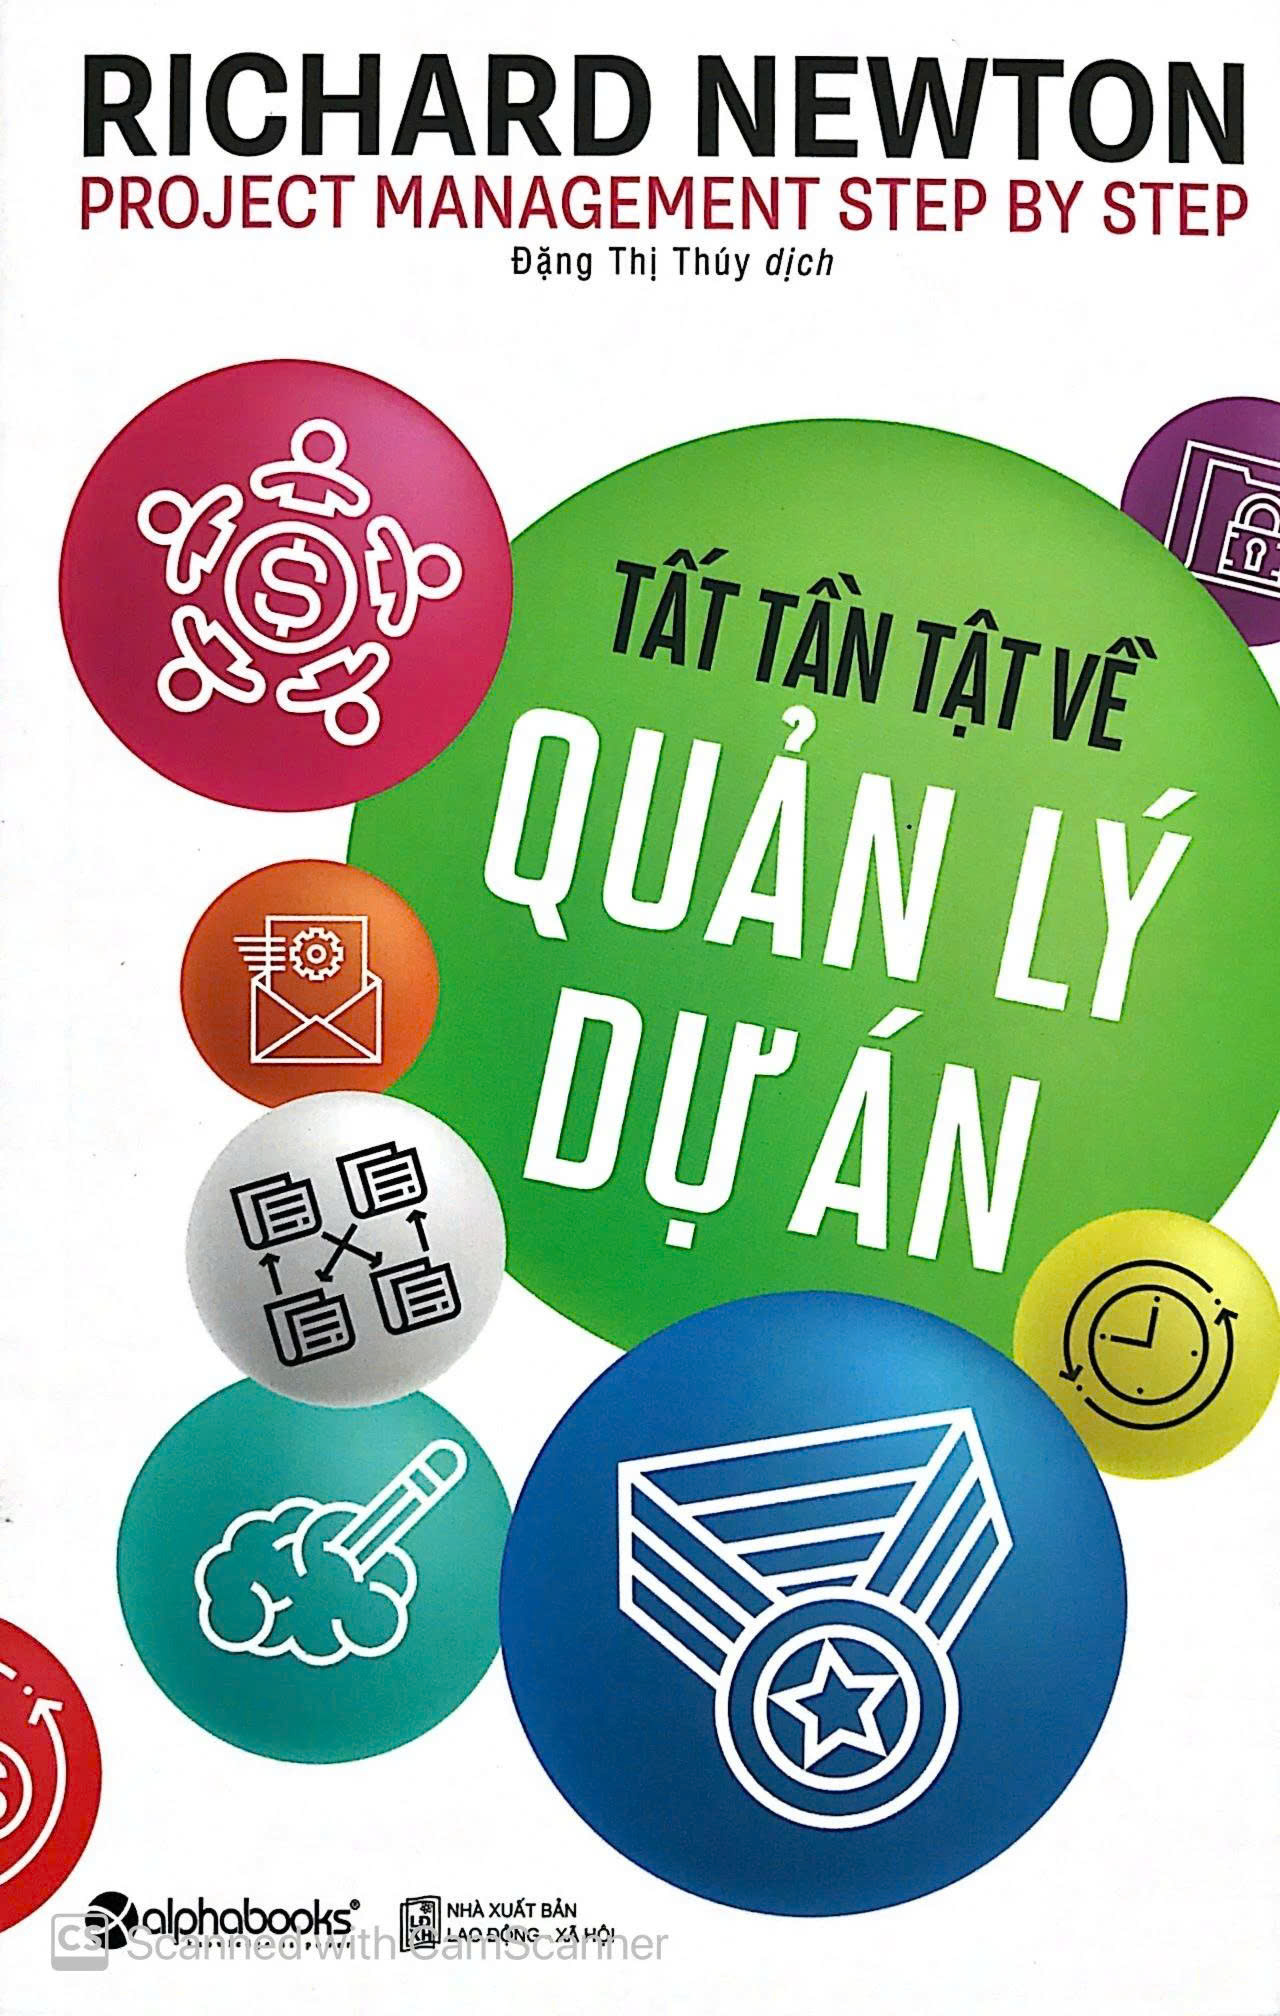 RICHARD NEWTON
PROJECT MANAGEMENT STEP BY STEP
Đặng Thị Thúy dịch
TẤT TẦN TẬT VỀ
QUẢN LÝ
DỰ ÁN
alphabooks®
NHÀ XUẤT BẢN
LAO ĐỘNG - XÃ HỘI
CS Scanned with CamScanner